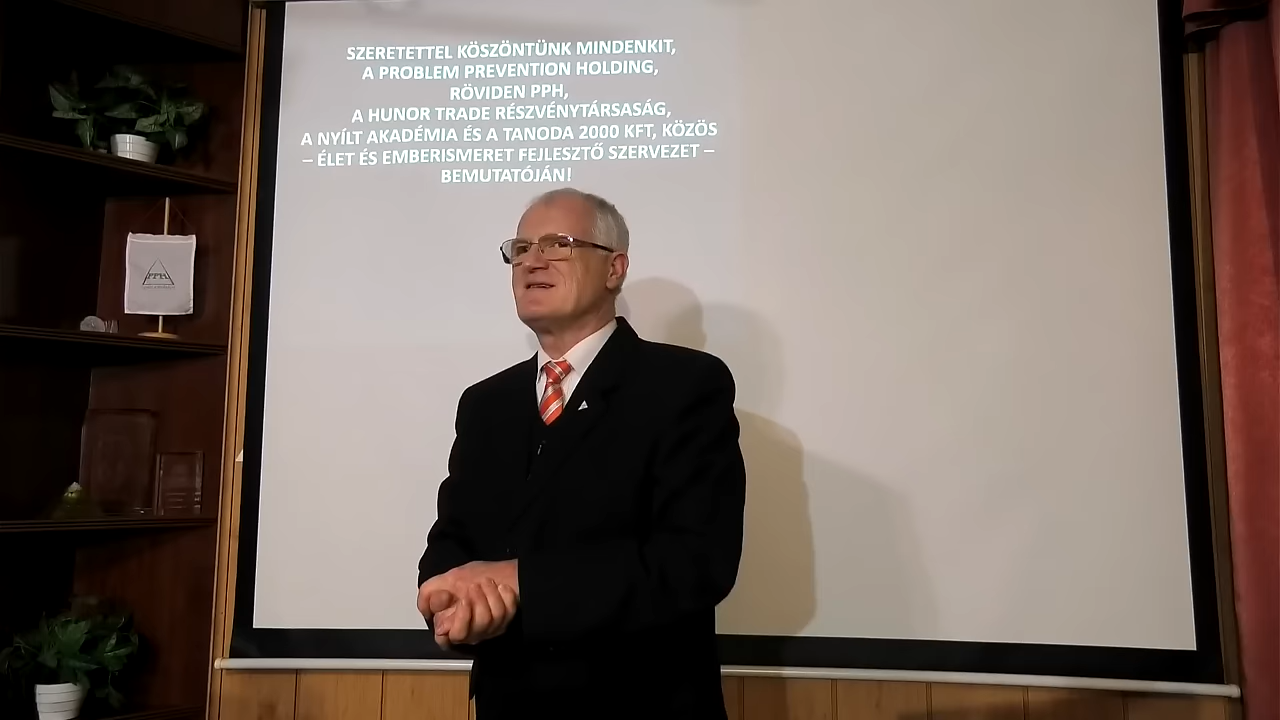 SZERETETTEL KÖSZÖNTÜNK MINDENKIT,
A PROBLEM PREVENTION HOLDING,
RÖVIDEN PPH,
A HUNOR TRADE RÉSZVÉNYTÁRSASÁG,
A NYÍLT AKADÉMIA ÉS A TANODA 2000 KFT, KÖZÖS
– ÉLET ÉS EMBERISMERET FEJLESZTŐ SZERVEZET –
BEMUTATÓJÁN!
PPH